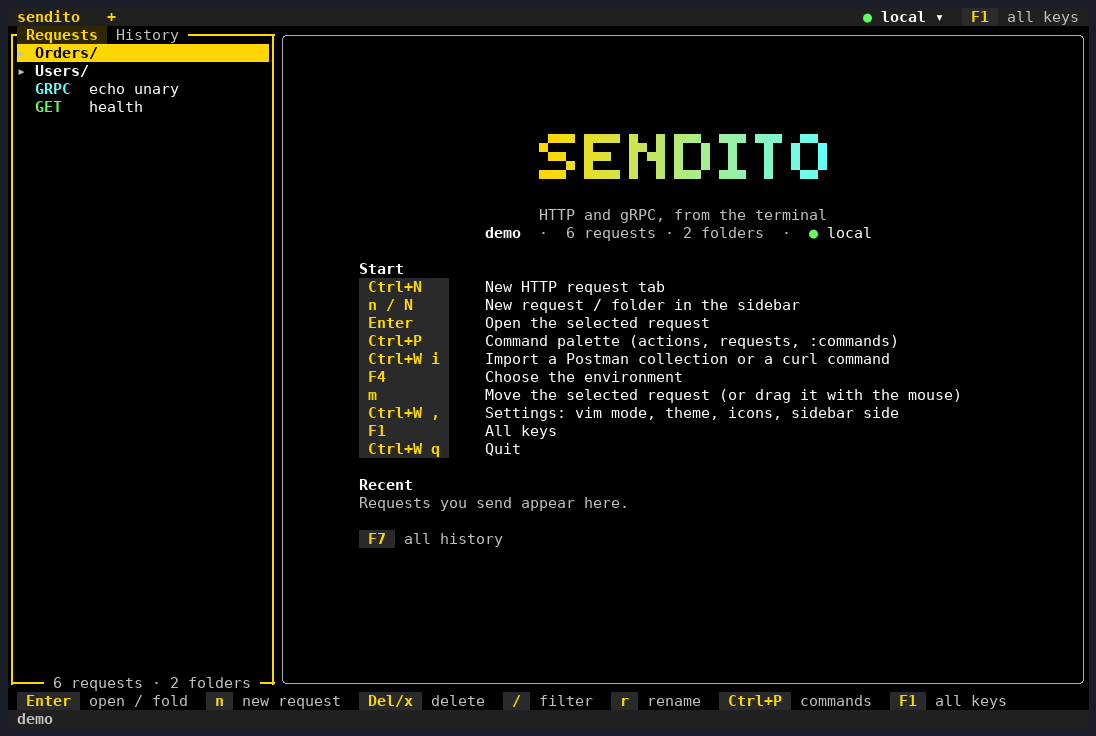 sendito + ● local ▾ F1 all keys
Requests History
▸ Orders/
▸ Users/
GRPC echo unary
GET health
SENDITO
HTTP and gRPC, from the terminal
demo · 6 requests · 2 folders · ● local
Start
Ctrl+N New HTTP request tab
n / N New request / folder in the sidebar
Enter Open the selected request
Ctrl+P Command palette (actions, requests, :commands)
Ctrl+W i Import a Postman collection or a curl command
F4 Choose the environment
m Move the selected request (or drag it with the mouse)
Ctrl+W , Settings: vim mode, theme, icons, sidebar side
F1 All keys
Ctrl+W q Quit
Recent
Requests you send appear here.
F7 all history
6 requests · 2 folders
Enter open / fold n new request Del/x delete / filter r rename Ctrl+P commands F1 all keys
demo